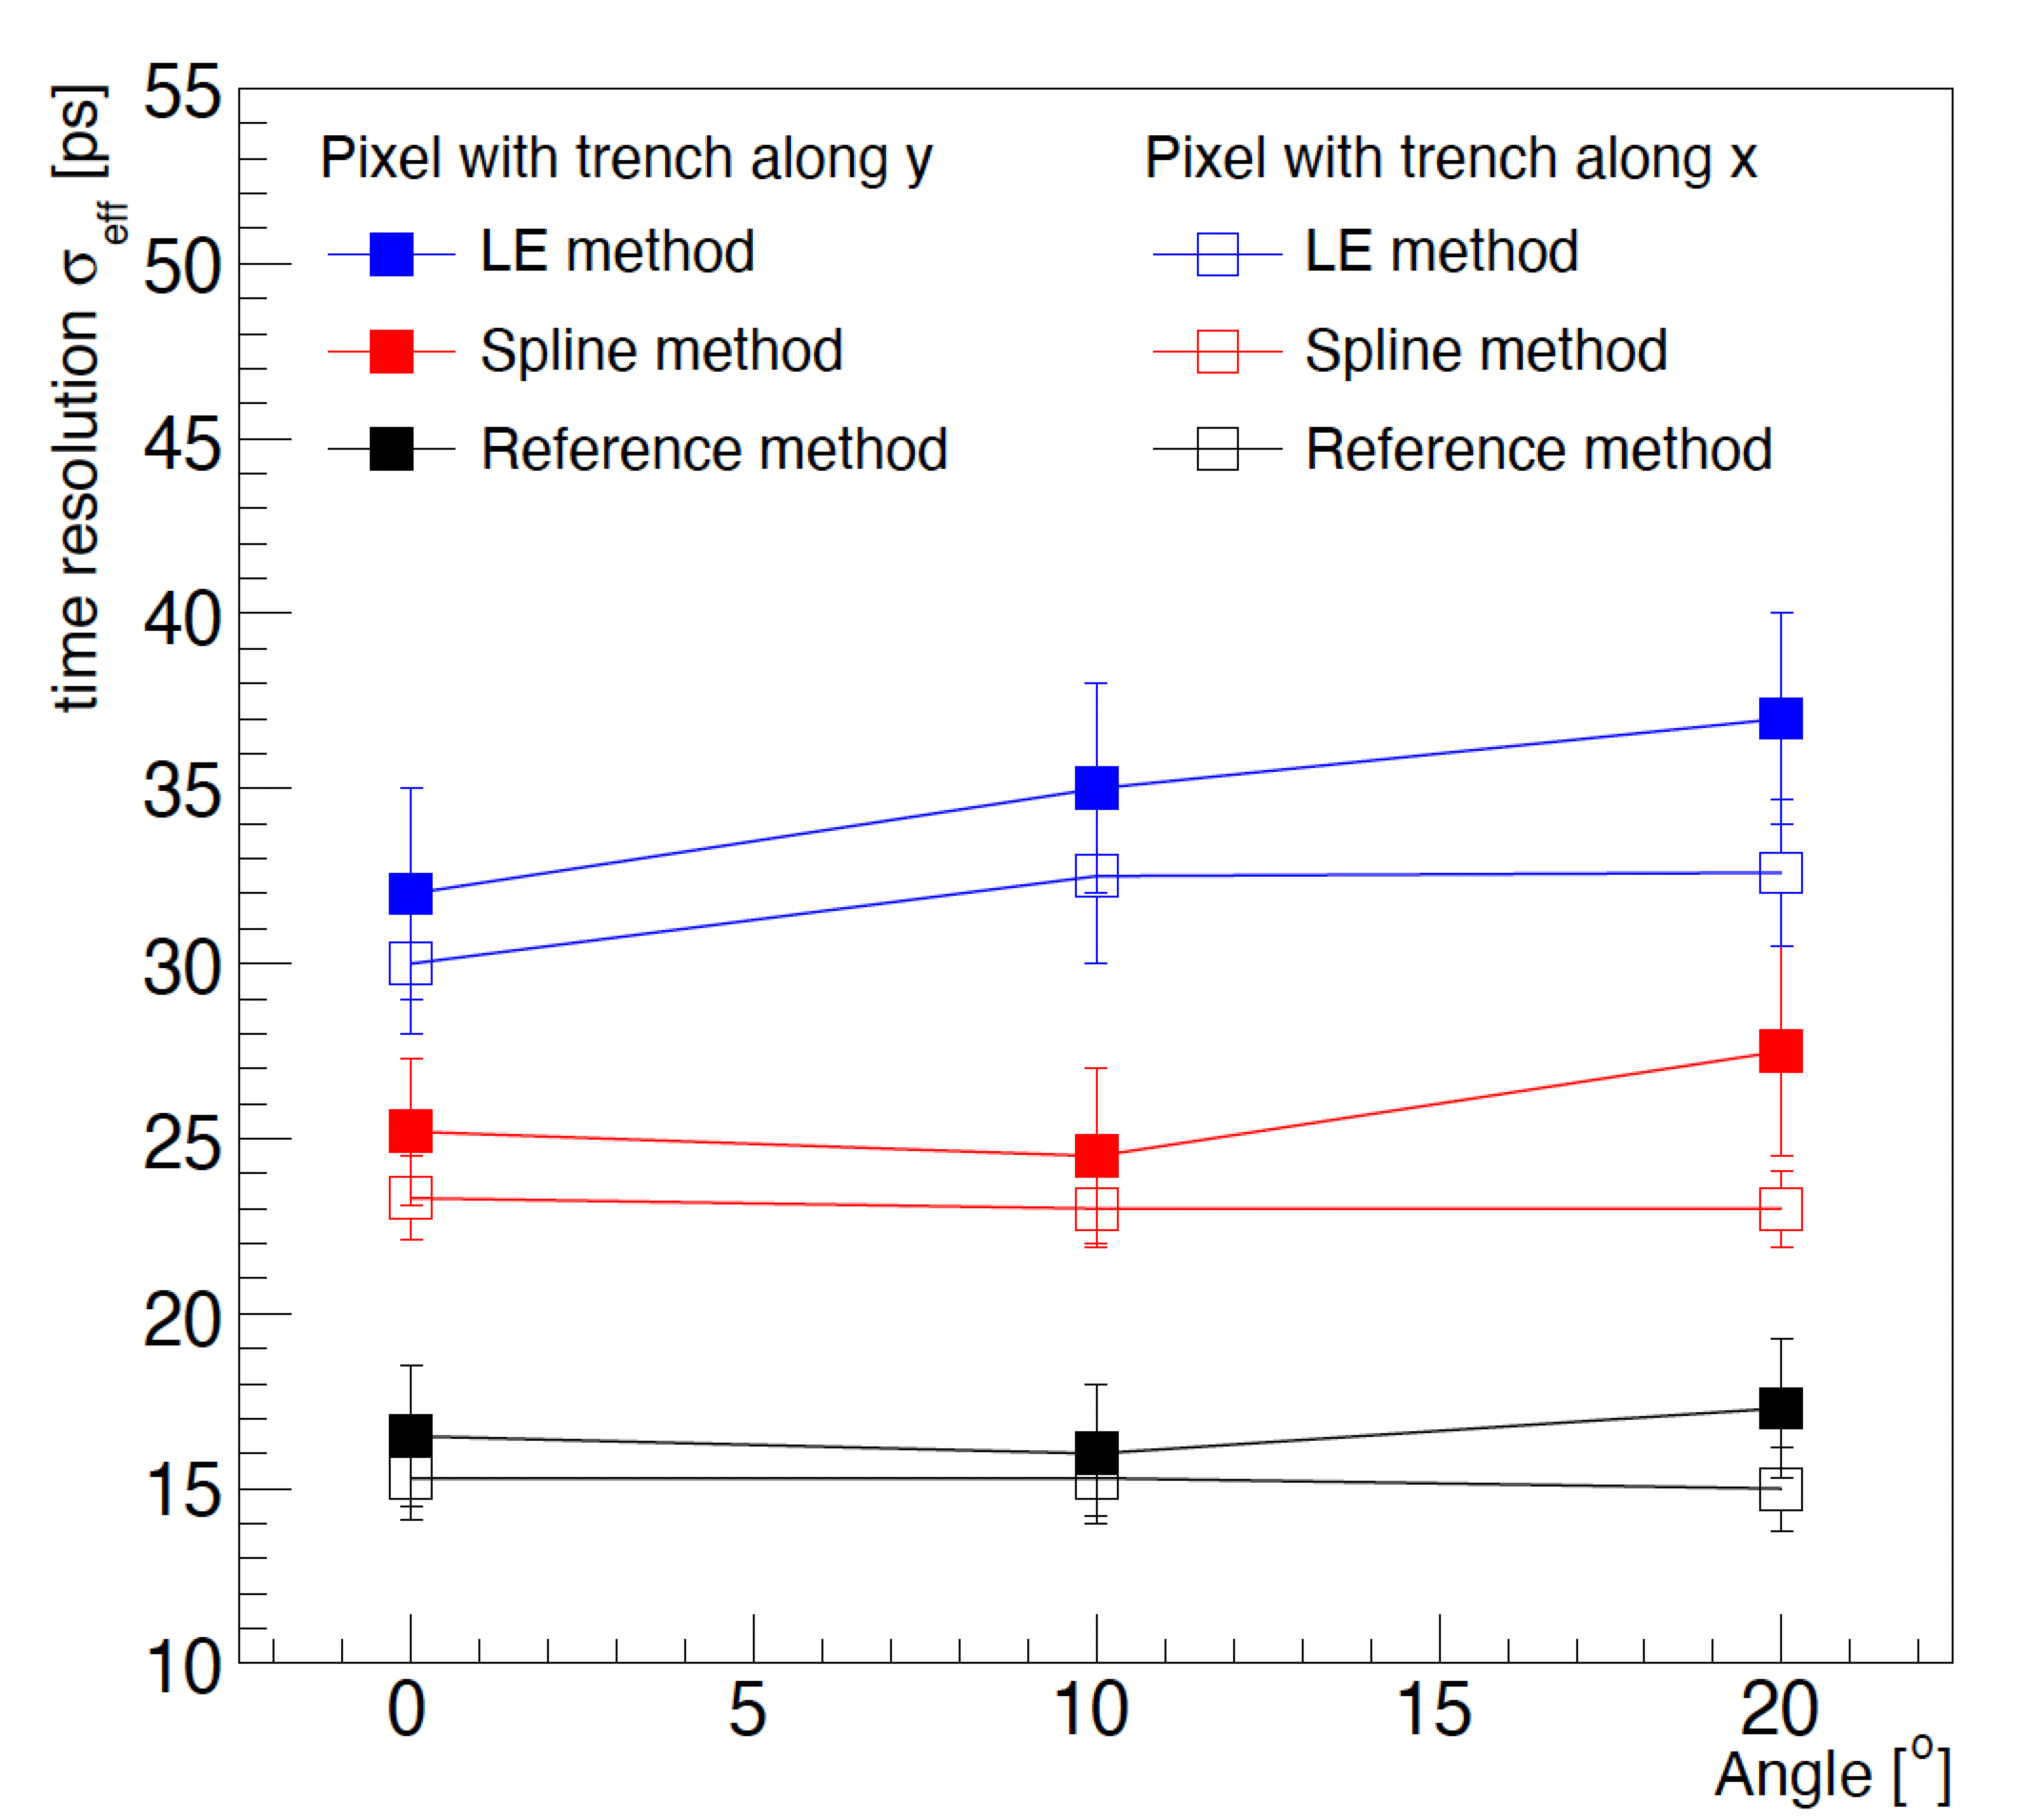 time resolution σeff [ps]
55
50
45
40
35
30
25
20
15
10
Pixel with trench along y
LE method
Spline method
Reference method
Pixel with trench along x
LE method
Spline method
Reference method
0 5 10 15 20
Angle [°]